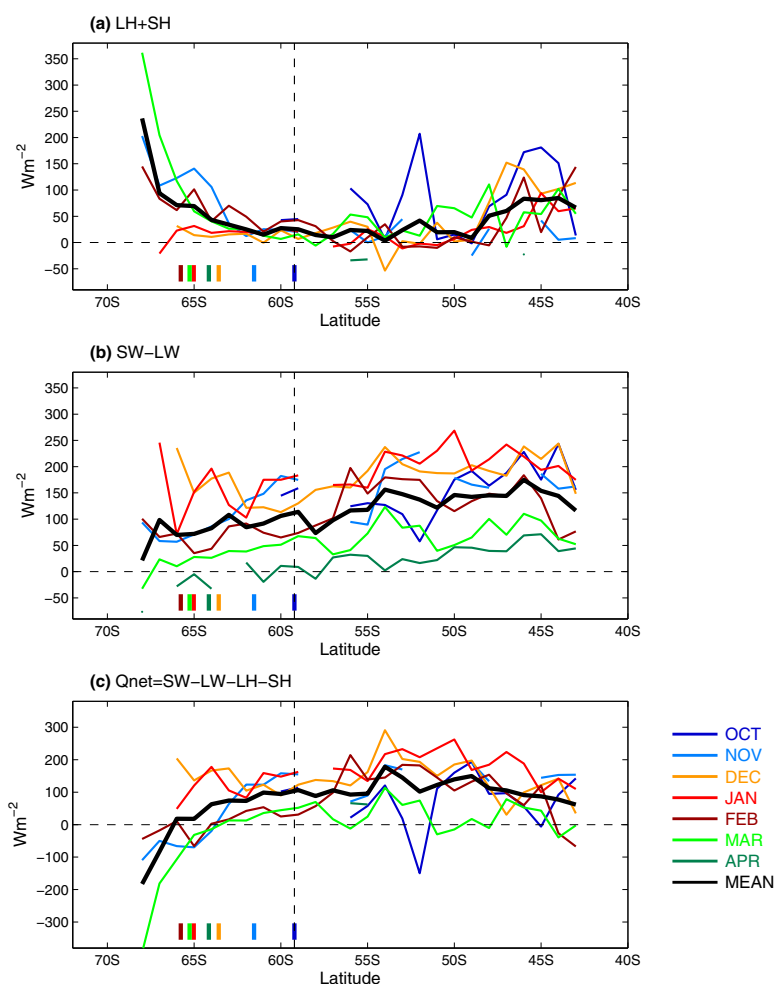 (a) LH+SH
350
300
250
200
150
100
50
0
−50
Wm−2
70S 65S 60S 55S 50S 45S 40S
Latitude
(b) SW−LW
350
300
250
200
150
100
50
0
−50
Wm−2
70S 65S 60S 55S 50S 45S 40S
Latitude
(c) Qnet=SW−LW−LH−SH
300
200
100
0
−100
−200
−300
Wm−2
70S 65S 60S 55S 50S 45S 40S
Latitude
OCT
NOV
DEC
JAN
FEB
MAR
APR
MEAN